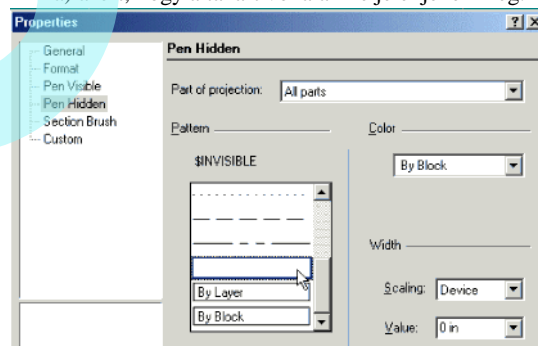 Properties
General
Format
Pen Visible
Pen Hidden
Section Brush
Custom
Pen Hidden
Part of projection: All parts
Pattern
$INVISIBLE
By Layer
By Block
Color
By Block
Width
Scaling: Device
Value: 0 in